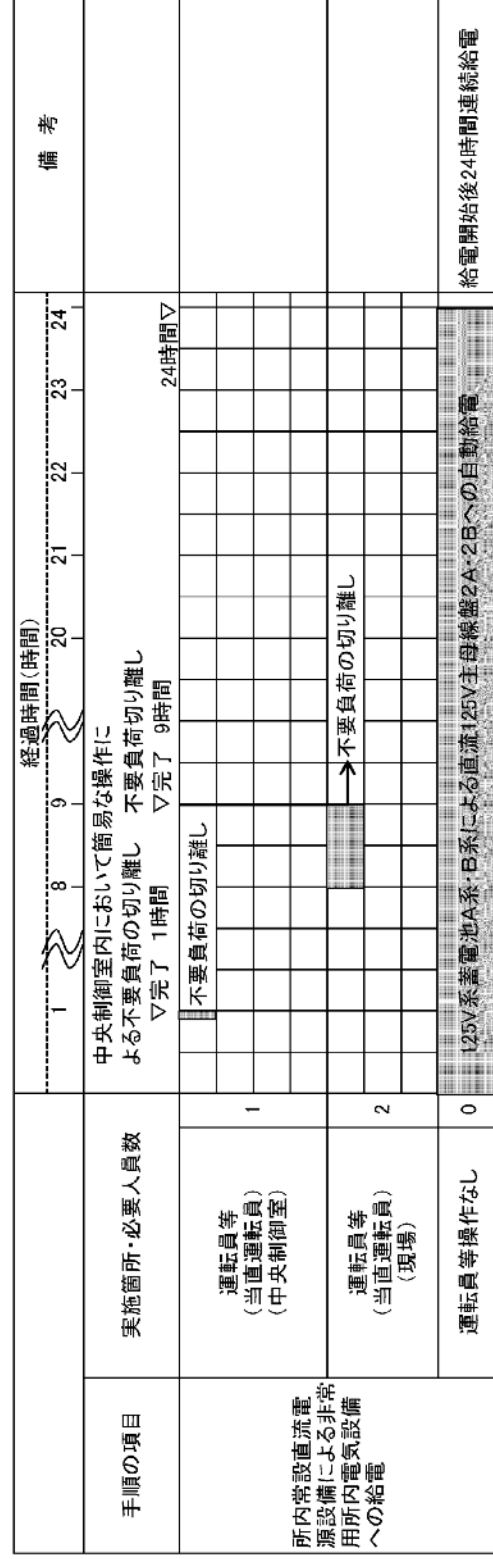 経過時間(時間)
備 考
1
8
9
20
21
22
23
24
手順の項目
実施箇所・必要人員数
中央制御室内において簡易な操作に
よる不要負荷の切り離し
▽完了 1時間
不要負荷切り離し
▽完了 9時間
24時間▽
所内常設直流電
源設備による非常
用所内電気設備
への給電
運転員等
(当直運転員)
(中央制御室)
1
不要負荷の切り離し
運転員等
(当直運転員)
(現場)
2
不要負荷の切り離し
運転員等操作なし
0
125V系蓄電池A系・B系による直流125V主母線盤2A・2Bへの自動給電
給電開始後24時間連続給電